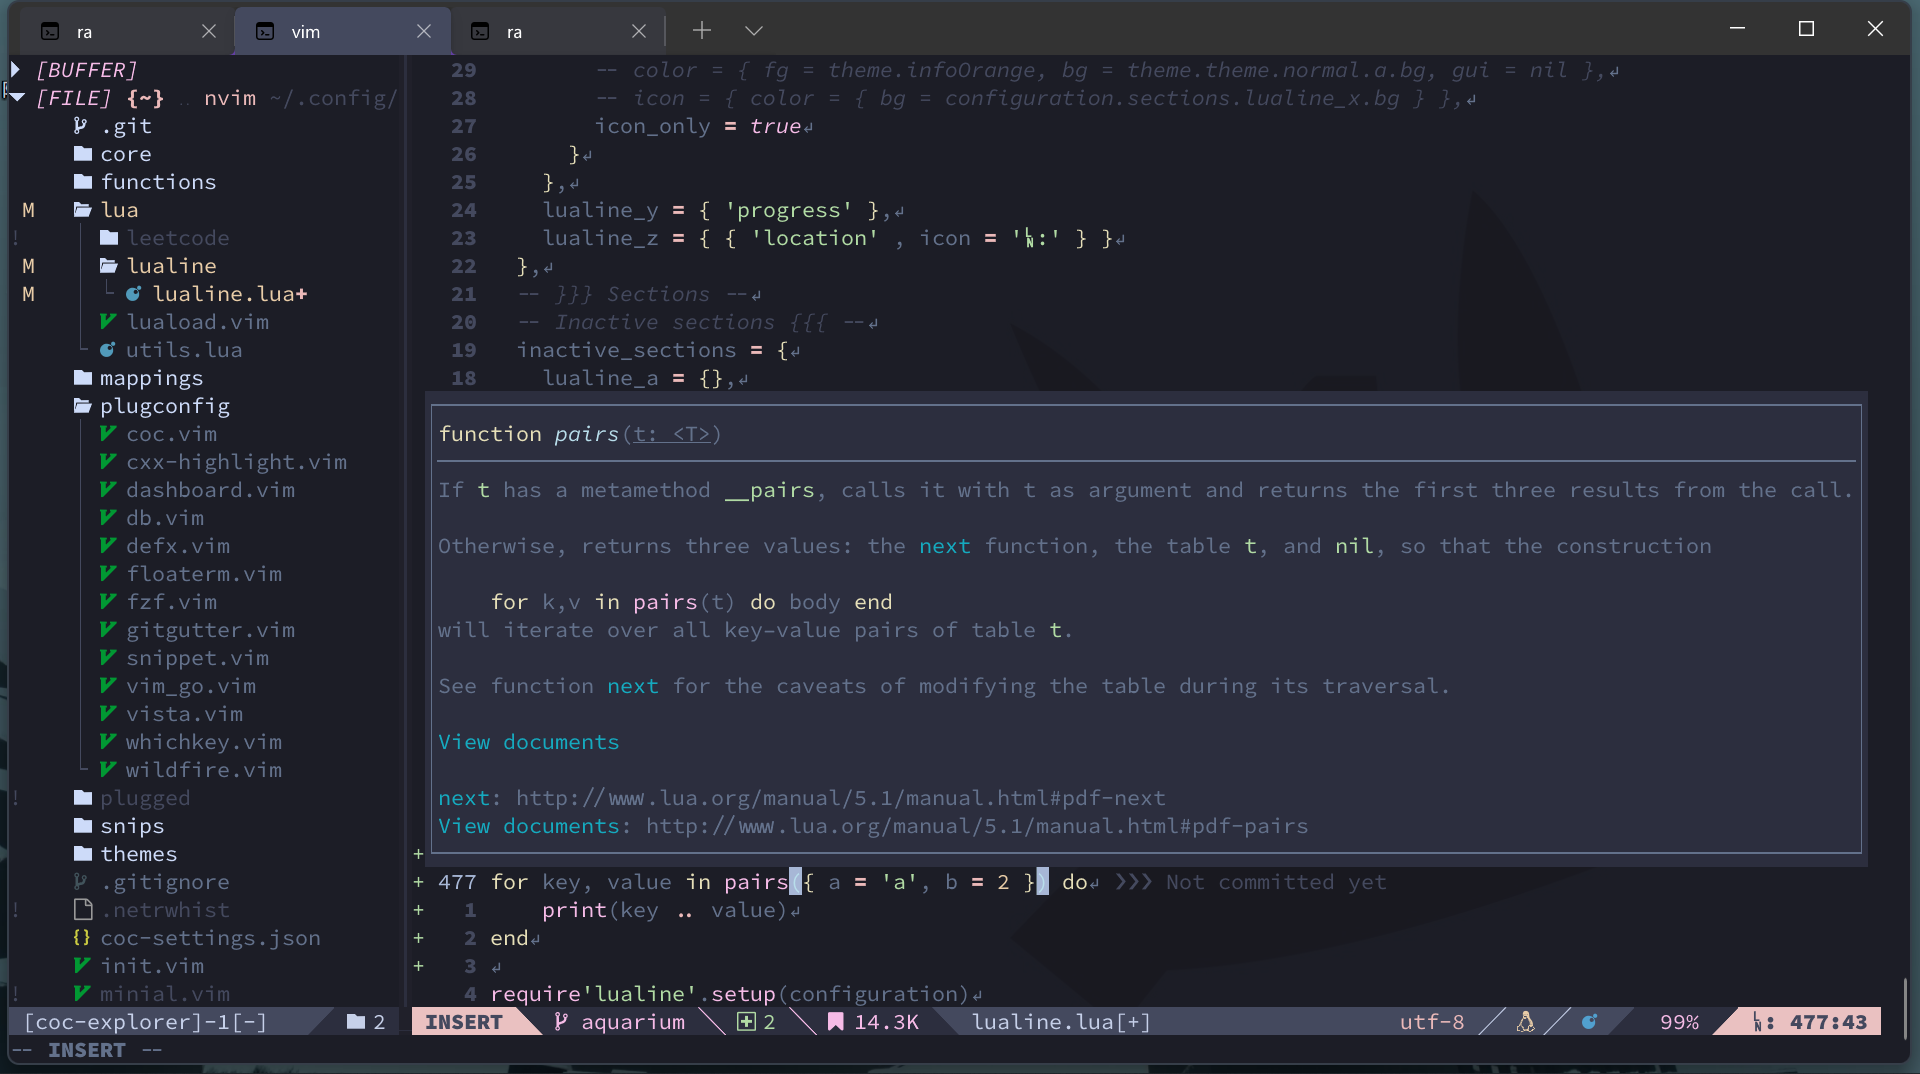 ra
vim
ra
[BUFFER]
[FILE] {~} .. nvim ~/.config/
.git
core
functions
M lua
! leetcode
M lualine
M lualine.lua+
luaload.vim
utils.lua
mappings
plugconfig
coc.vim
cxx-highlight.vim
dashboard.vim
db.vim
defx.vim
floaterm.vim
fzf.vim
gitgutter.vim
snippet.vim
vim_go.vim
vista.vim
whichkey.vim
wildfire.vim
! plugged
snips
themes
.gitignore
! .netrwhist
{} coc-settings.json
init.vim
! minial.vim
[coc-explorer]-1[-] 2
29 -- color = { fg = theme.infoOrange, bg = theme.theme.normal.a.bg, gui = nil },↲
28 -- icon = { color = { bg = configuration.sections.lualine_x.bg } },↲
27 icon_only = true↲
26 }↲
25 },↲
24 lualine_y = { 'progress' },↲
23 lualine_z = { { 'location' , icon = ':' } }↲
22 },↲
21 -- }}} Sections --↲
20 -- Inactive sections {{{ --↲
19 inactive_sections = {↲
18 lualine_a = {},↲
function pairs(t: <T>)
If t has a metamethod __pairs, calls it with t as argument and returns the first three results from the call.
Otherwise, returns three values: the next function, the table t, and nil, so that the construction
for k,v in pairs(t) do body end
will iterate over all key-value pairs of table t.
See function next for the caveats of modifying the table during its traversal.
View documents
next: http://www.lua.org/manual/5.1/manual.html#pdf-next
View documents: http://www.lua.org/manual/5.1/manual.html#pdf-pairs
+
+ 477 for key, value in pairs({ a = 'a', b = 2 }) do↲ ❯❯❯ Not committed yet
+ 1 print(key .. value)↲
+ 2 end↲
+ 3 ↲
4 require'lualine'.setup(configuration)↲
INSERT aquarium 2 14.3K lualine.lua[+] utf-8 99% : 477:43
-- INSERT --